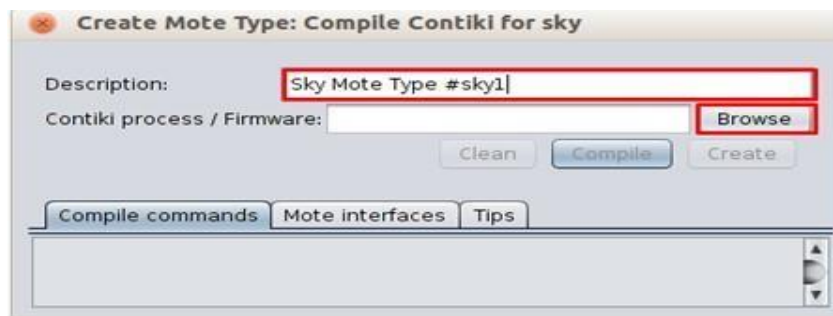 Create Mote Type: Compile Contiki for sky
Description: Sky Mote Type #sky1
Contiki process / Firmware: Browse
Clean Compile Create
Compile commands Mote interfaces Tips